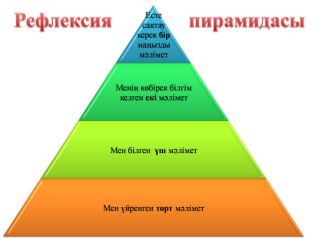 Рефлексия пирамидасы
Есте
сақтау
керек бір
маңызды
мәлімет
Менің көбірек білгім
келген екі мәлімет
Мен білген үш мәлімет
Мен үйренген төрт мәлімет